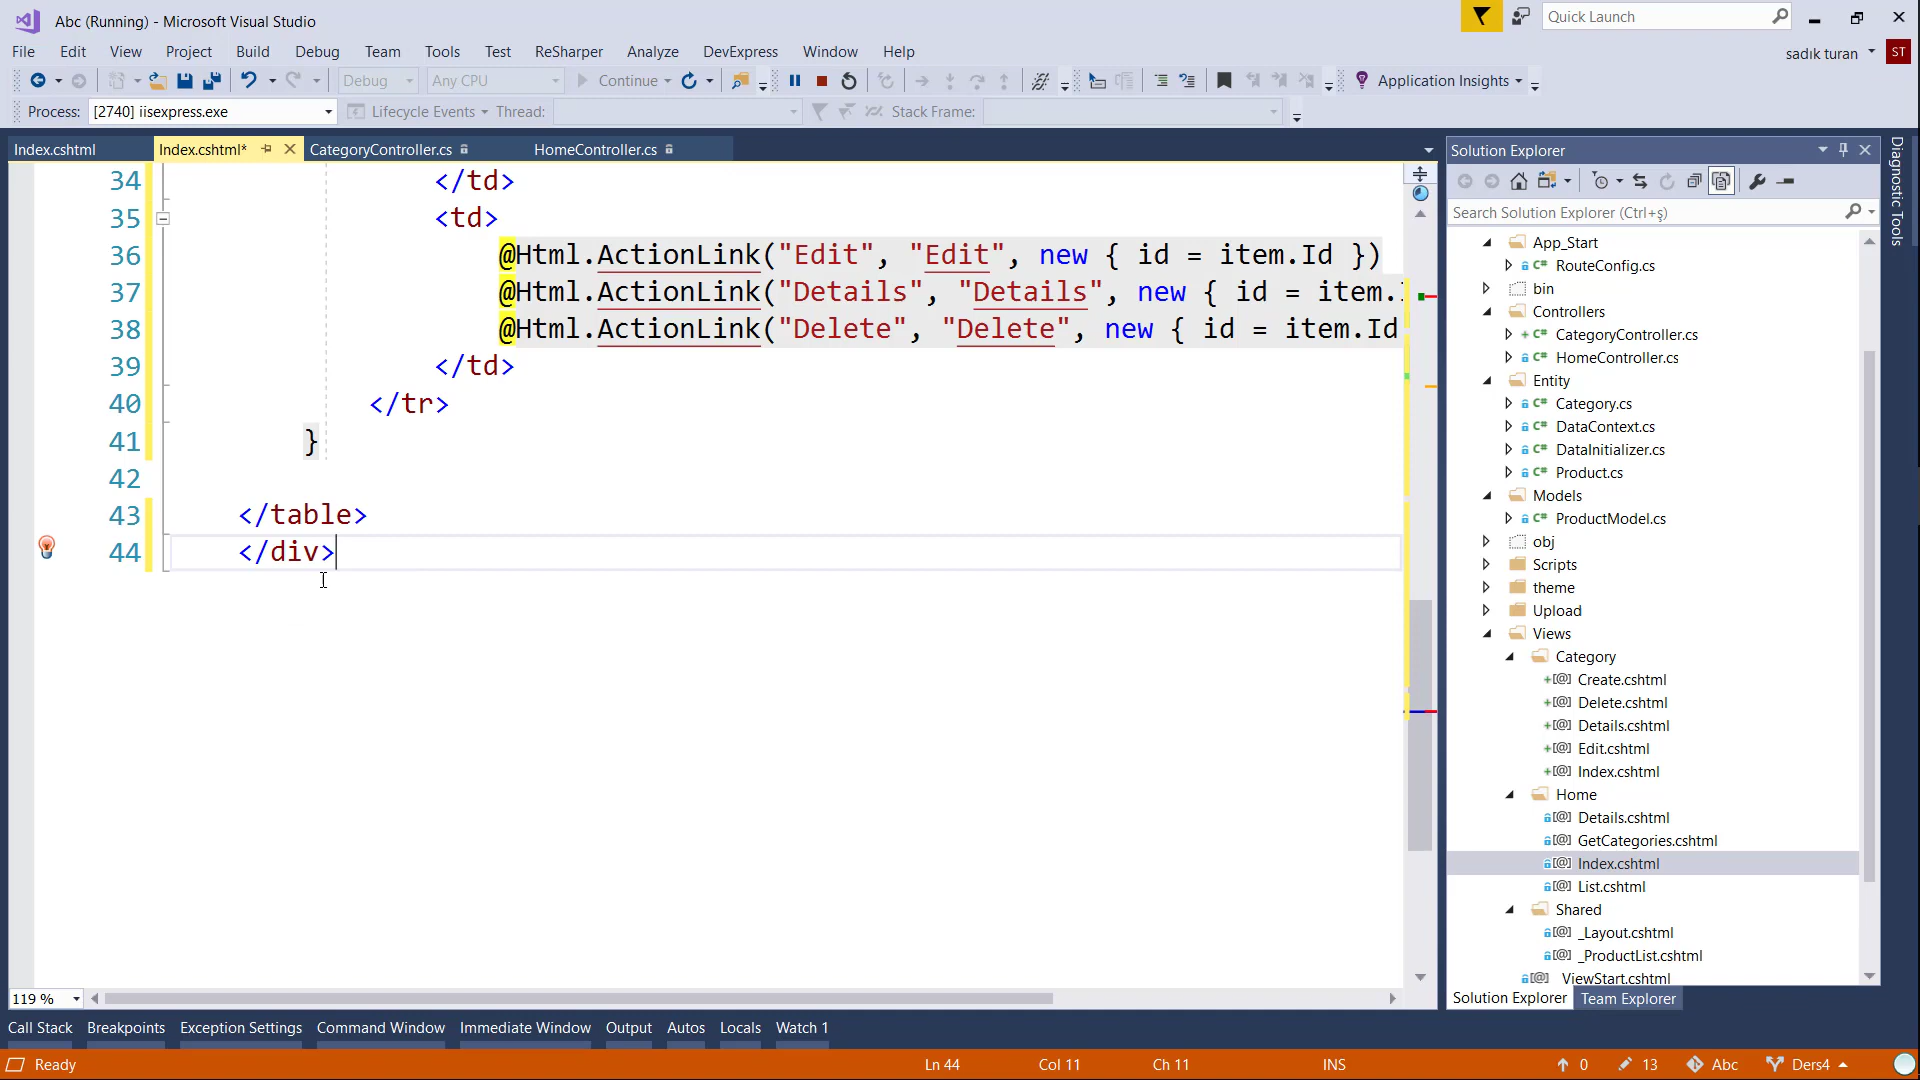 Abc (Running) - Microsoft Visual Studio
Quick Launch
File Edit View Project Build Debug Team Tools Test ReSharper Analyze DevExpress Window Help
sadık turan ST
Debug Any CPU Continue Application Insights
Process: [2740] iisexpress.exe Lifecycle Events Thread: Stack Frame:
Index.cshtml Index.cshtml* CategoryController.cs HomeController.cs
34 </td>
35 <td>
36 @Html.ActionLink("Edit", "Edit", new { id = item.Id })
37 @Html.ActionLink("Details", "Details", new { id = item.
38 @Html.ActionLink("Delete", "Delete", new { id = item.Id
39 </td>
40 </tr>
41 }
42
43 </table>
44 </div>
119 %
Solution Explorer
Search Solution Explorer (Ctrl+ş)
App_Start
C# RouteConfig.cs
bin
Controllers
C# CategoryController.cs
C# HomeController.cs
Entity
C# Category.cs
C# DataContext.cs
C# DataInitializer.cs
C# Product.cs
Models
C# ProductModel.cs
obj
Scripts
theme
Upload
Views
Category
[@] Create.cshtml
[@] Delete.cshtml
[@] Details.cshtml
[@] Edit.cshtml
[@] Index.cshtml
Home
[@] Details.cshtml
[@] GetCategories.cshtml
[@] Index.cshtml
[@] List.cshtml
Shared
[@] _Layout.cshtml
[@] _ProductList.cshtml
[@] _ViewStart.cshtml
Solution Explorer Team Explorer
Diagnostic Tools
Call Stack Breakpoints Exception Settings Command Window Immediate Window Output Autos Locals Watch 1
Ready Ln 44 Col 11 Ch 11 INS 0 13 Abc Ders4